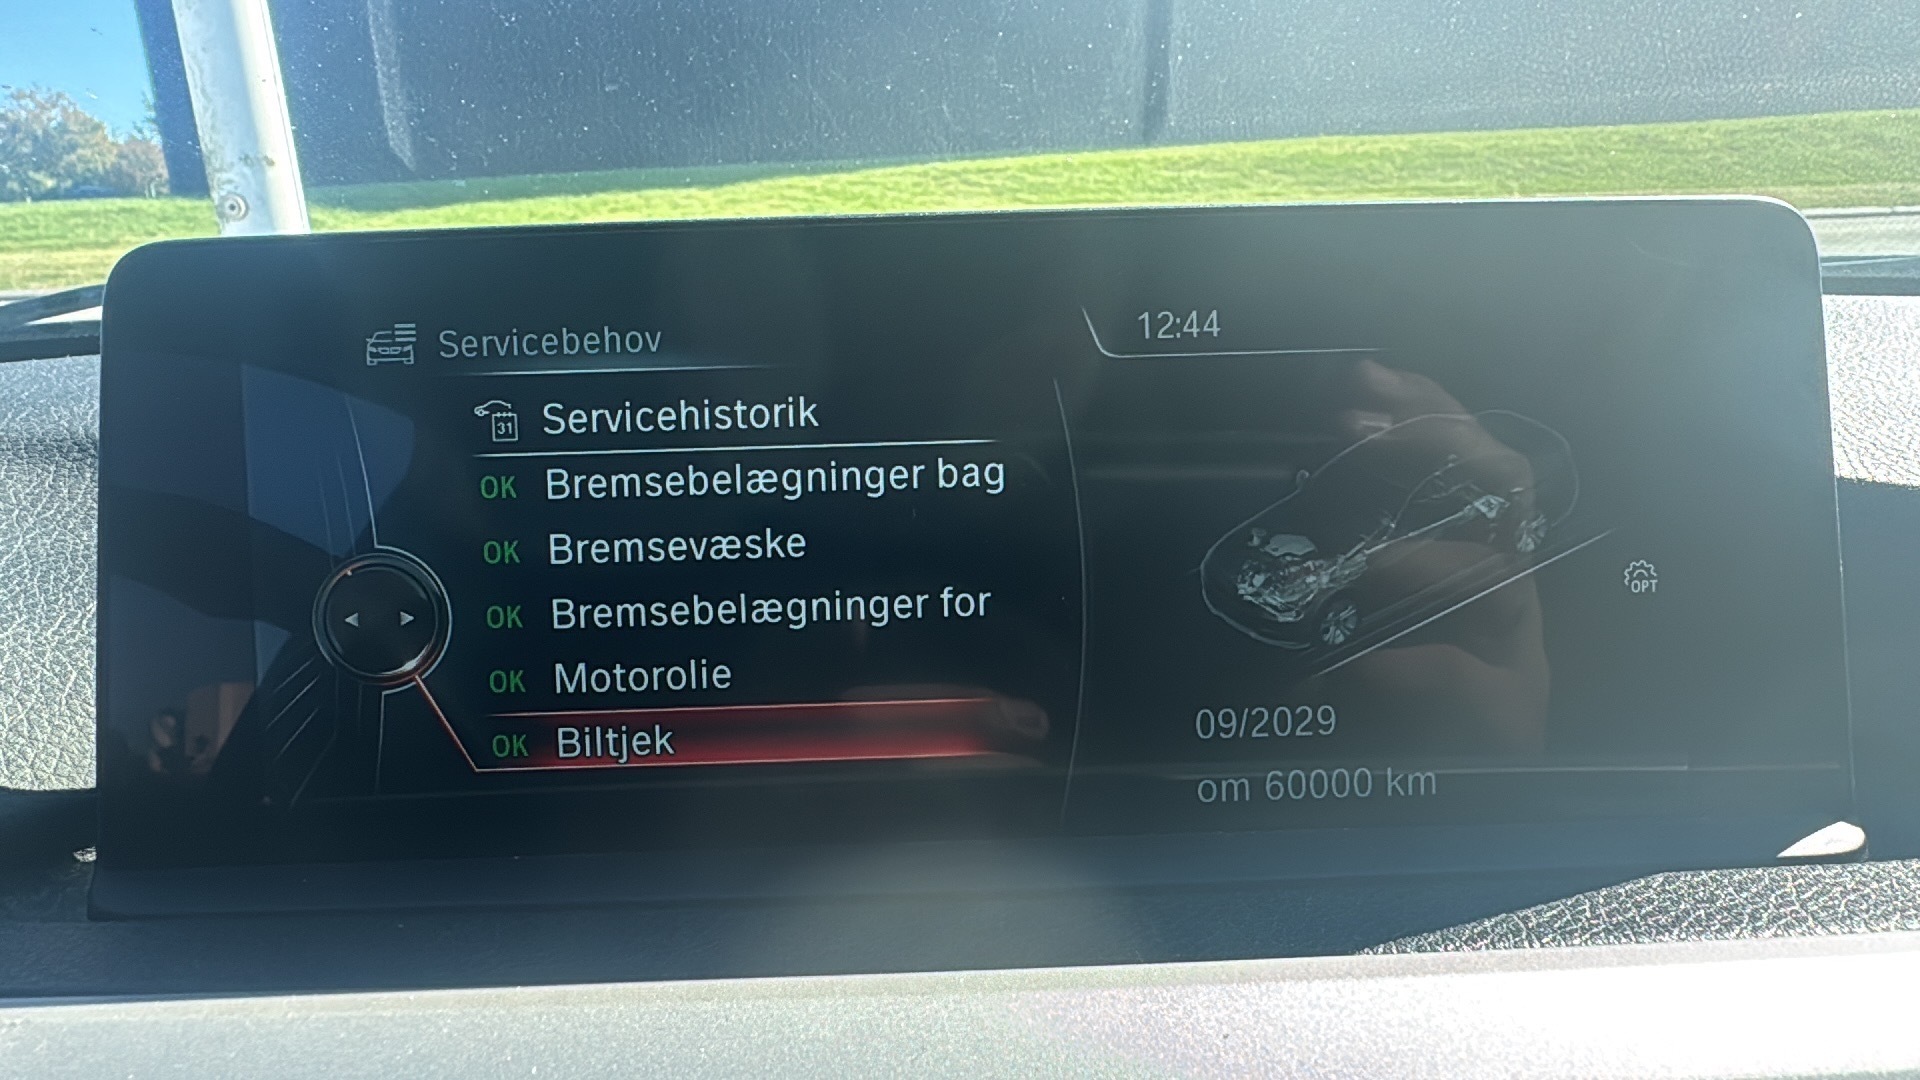 Servicebehov
12:44
31 Servicehistorik
OK Bremsebelægninger bag
OK Bremsevæske
OK Bremsebelægninger for
OK Motorolie
OK Biltjek
OPT
09/2029
om 60000 km